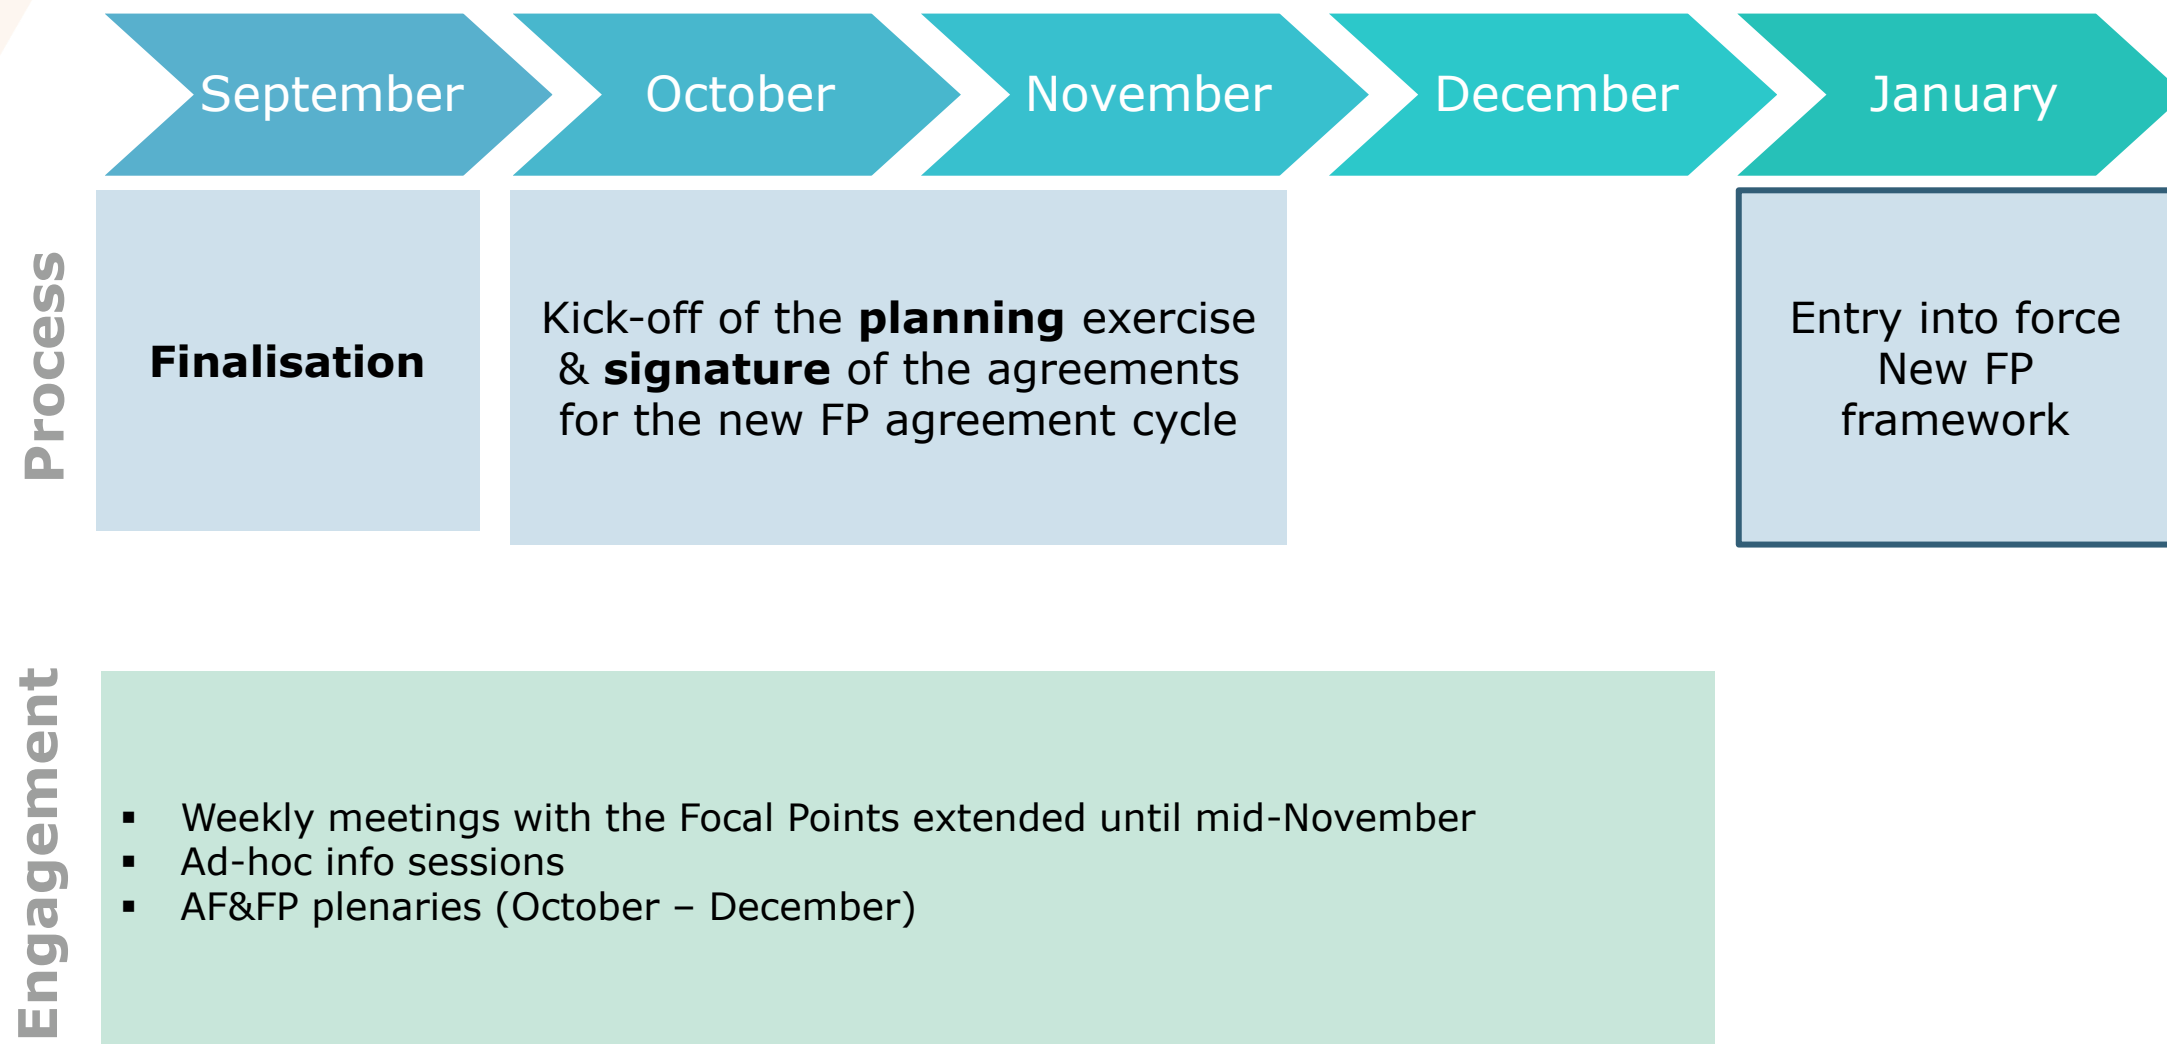 September
October
November
December
January
Process
Finalisation
Kick-off of the planning exercise
& signature of the agreements
for the new FP agreement cycle
Entry into force
New FP
framework
Engagement
▪ Weekly meetings with the Focal Points extended until mid-November
▪ Ad-hoc info sessions
▪ AF&FP plenaries (October – December)